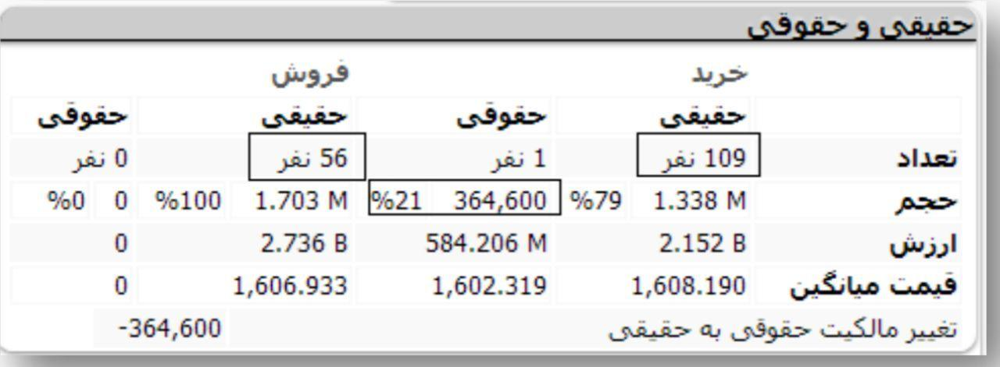 حقیقی و حقوقی
خرید فروش
حقیقی حقوقی حقیقی حقوقی
تعداد 109 نفر 1 نفر 56 نفر 0 نفر
حجم 1.338 M %79 364,600 %21 1.703 M %100 0 %0
ارزش 2.152 B 584.206 M 2.736 B 0
قیمت میانگین 1,608.190 1,602.319 1,606.933 0
تغییر مالکیت حقوقی به حقیقی -364,600